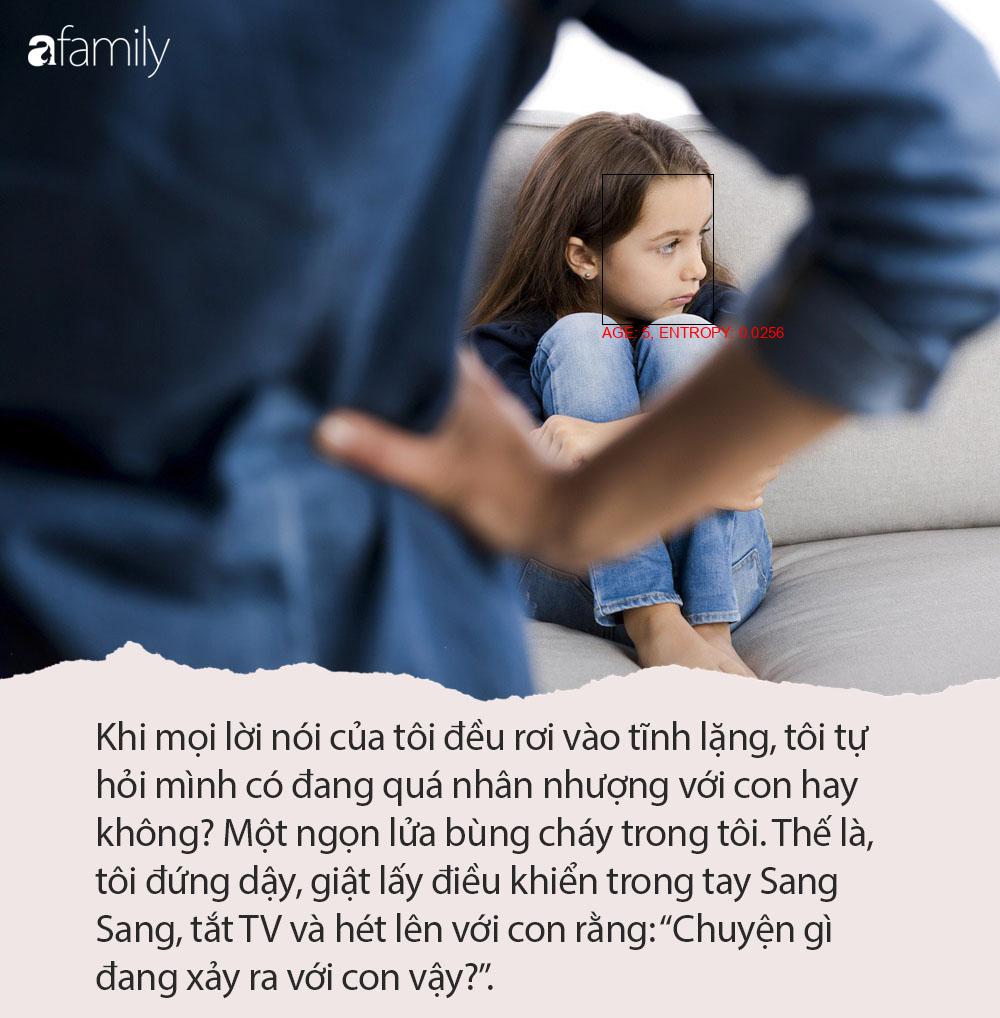 afamily
AGE: 5, ENTROPY: 0.0256
Khi mọi lời nói của tôi đều rơi vào tĩnh lặng, tôi tự
hỏi mình có đang quá nhân nhượng với con hay
không? Một ngọn lửa bùng cháy trong tôi. Thế là,
tôi đứng dậy, giật lấy điều khiển trong tay Sang
Sang, tắt TV và hét lên với con rằng: “Chuyện gì
đang xảy ra với con vậy?”.